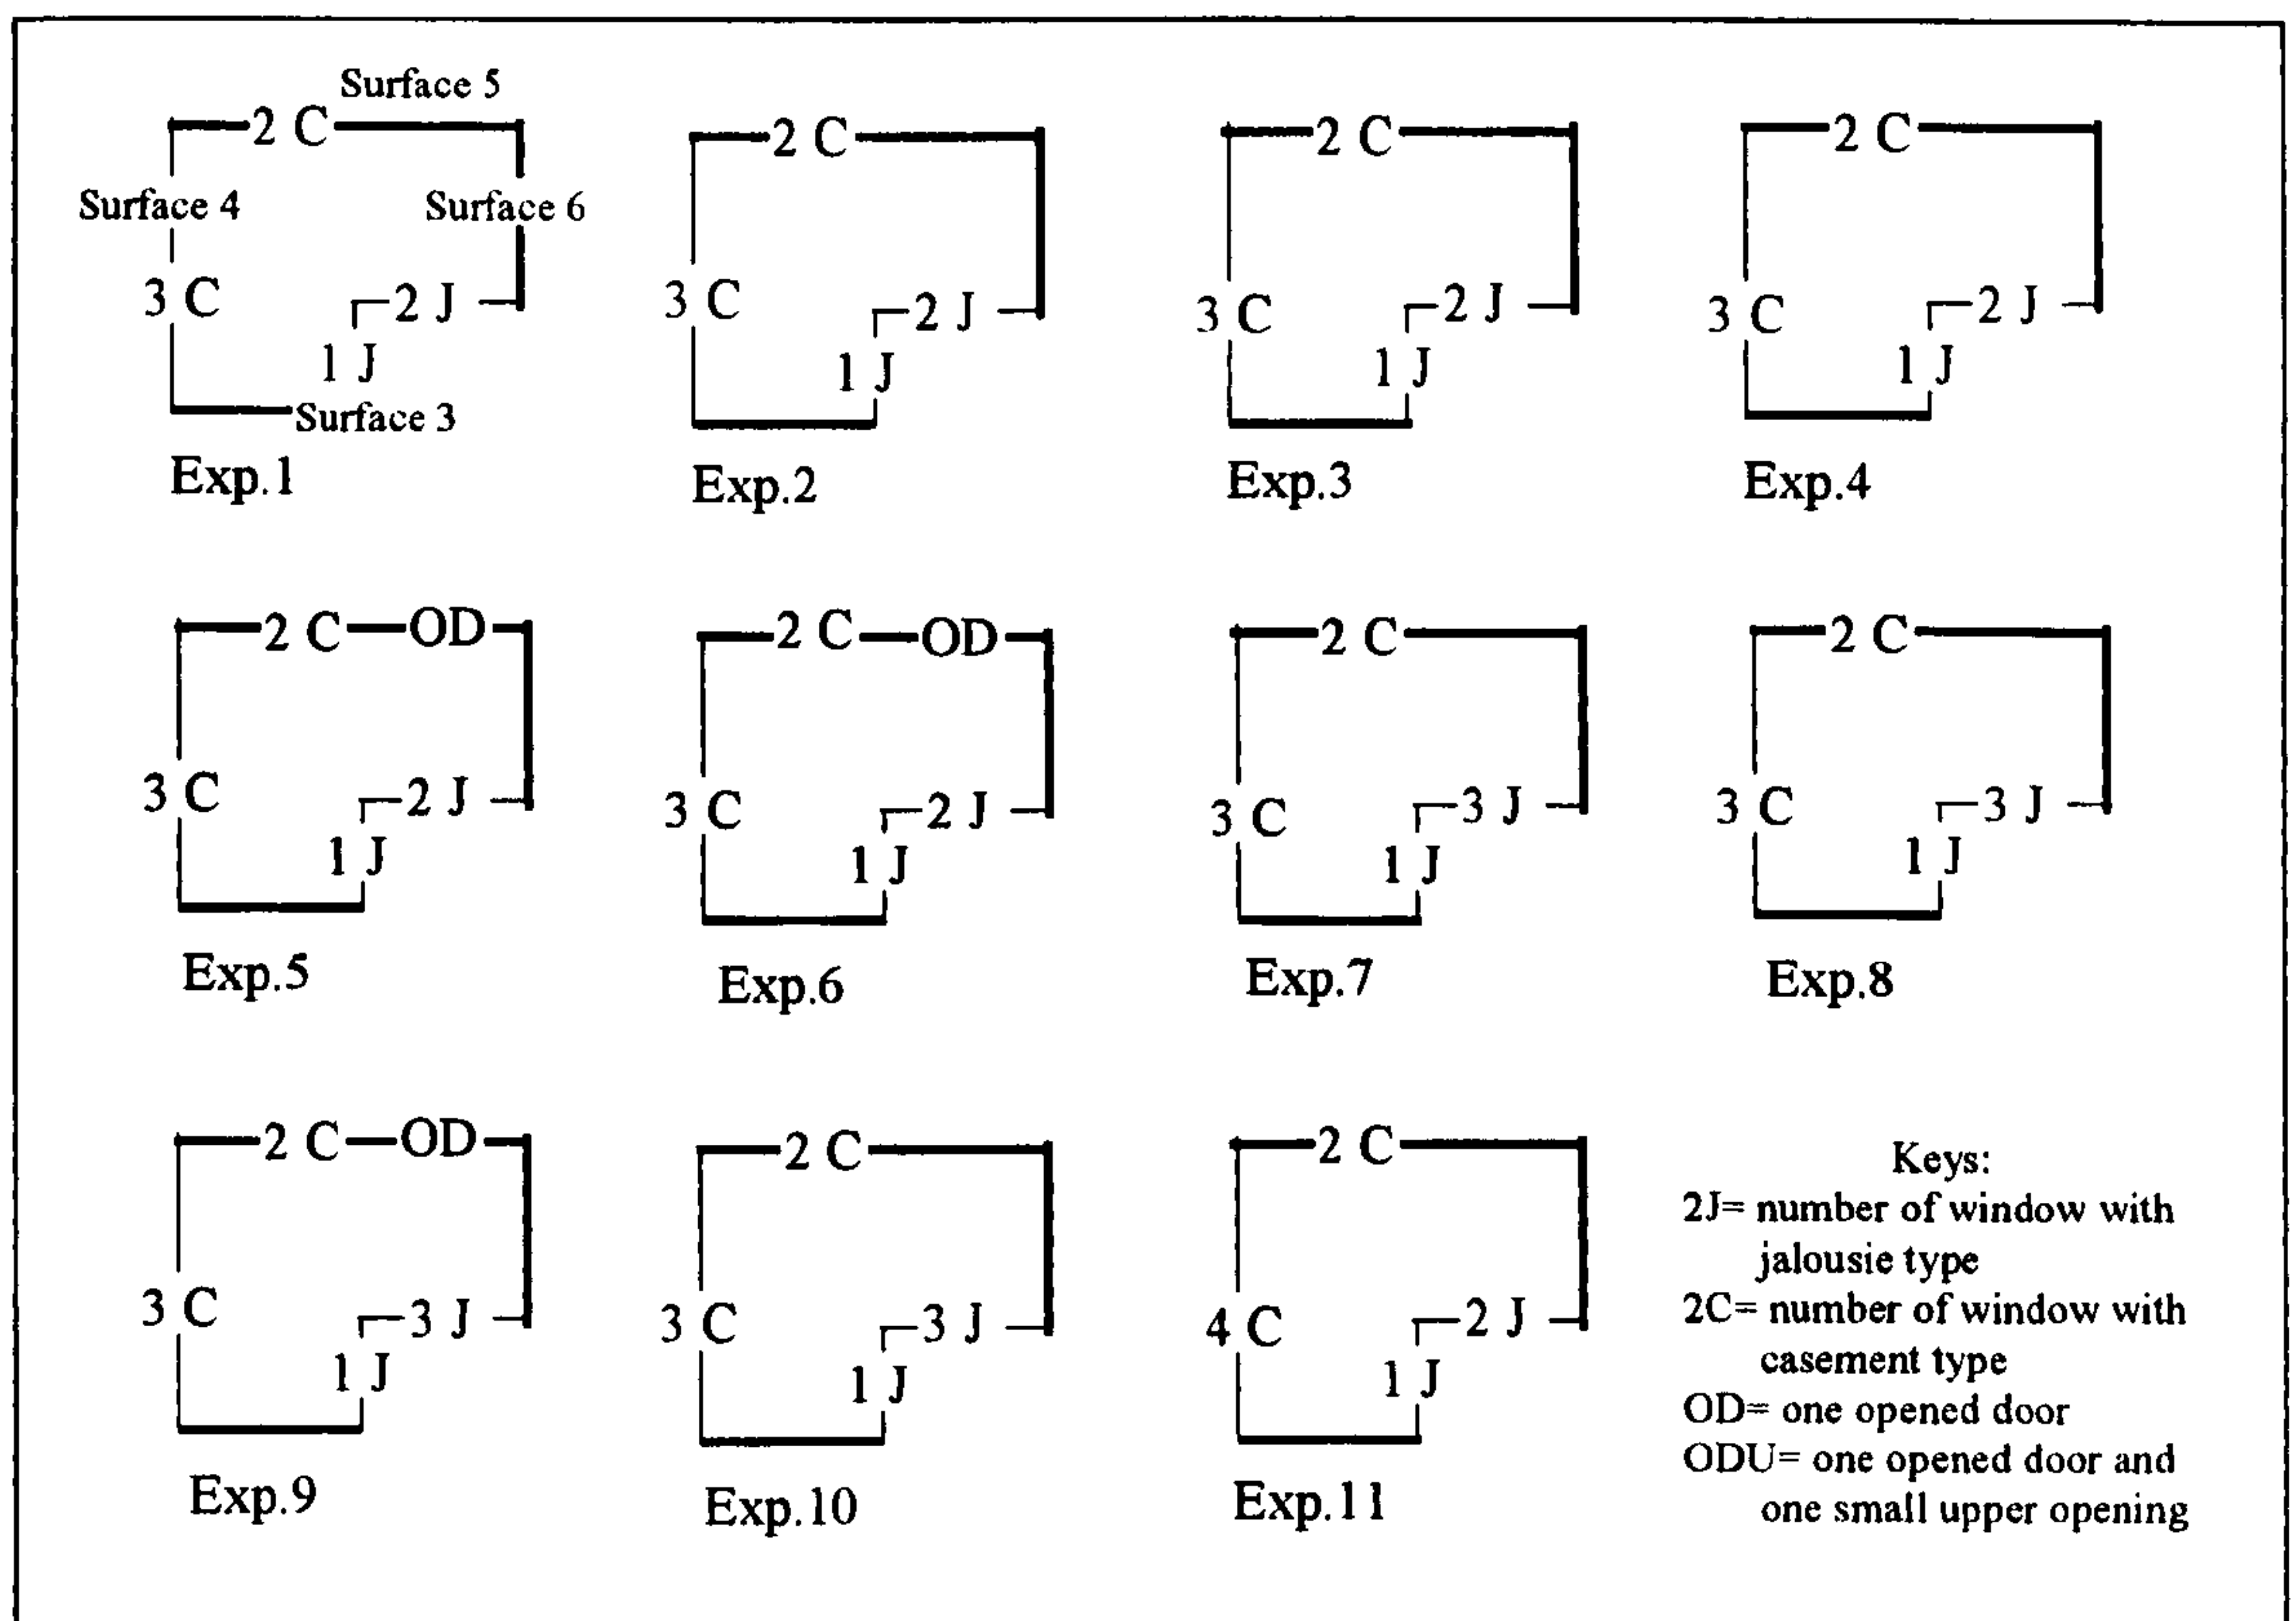 Surface 5
2 C
Surface 4
Surface 6
3 C
2 J
1 J
Surface 3
Exp.1
2 C
3 C
2 J
1 J
Exp.2
2 C
3 C
2 J
1 J
Exp.3
2 C
3 C
2 J
1 J
Exp.4
2 C OD
3 C
2 J
1 J
Exp.5
2 C OD
3 C
2 J
1 J
Exp.6
2 C
3 C
3 J
1 J
Exp.7
2 C
3 C
3 J
1 J
Exp.8
2 C OD
3 C
3 J
1 J
Exp.9
2 C
3 C
3 J
1 J
Exp.10
2 C
4 C
2 J
1 J
Exp.11
Keys:
2J= number of window with
jalousie type
2C= number of window with
casement type
OD= one opened door
ODU= one opened door and
one small upper opening